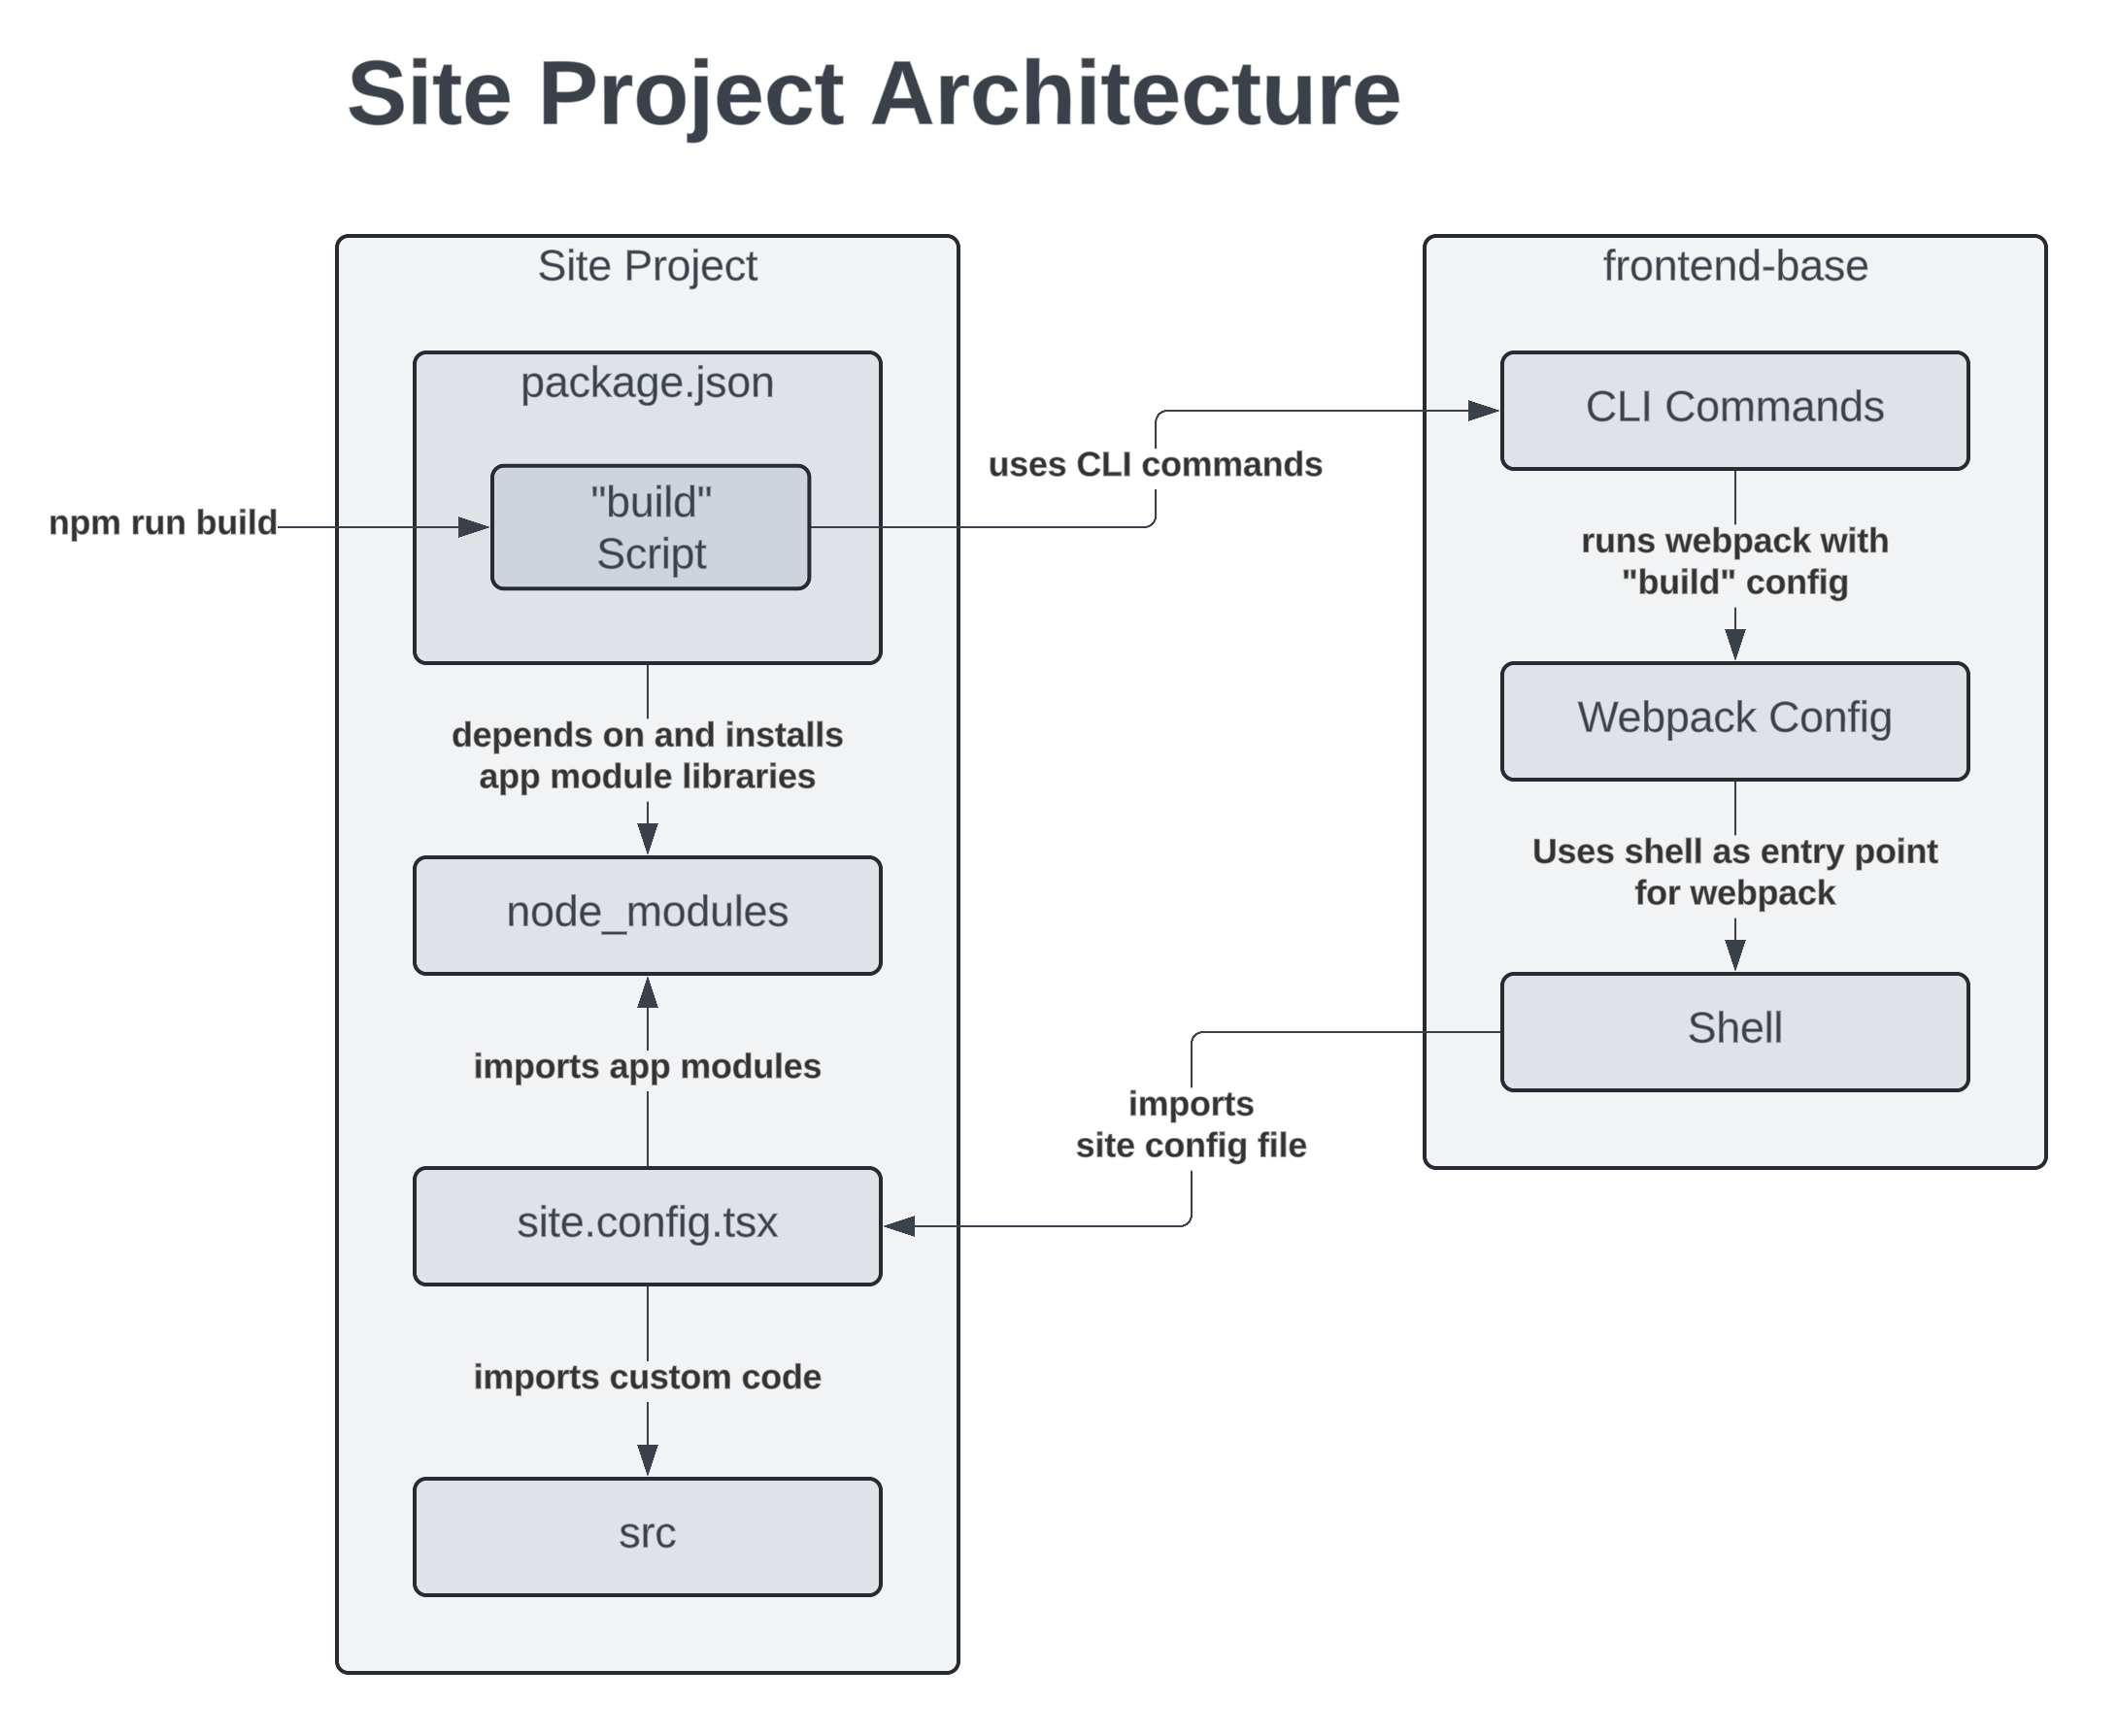 Site Project Architecture
Site Project
package.json
"build"
Script
npm run build
uses CLI commands
depends on and installs
app module libraries
node_modules
imports app modules
site.config.tsx
imports custom code
src
frontend-base
CLI Commands
runs webpack with
"build" config
Webpack Config
Uses shell as entry point
for webpack
Shell
imports
site config file